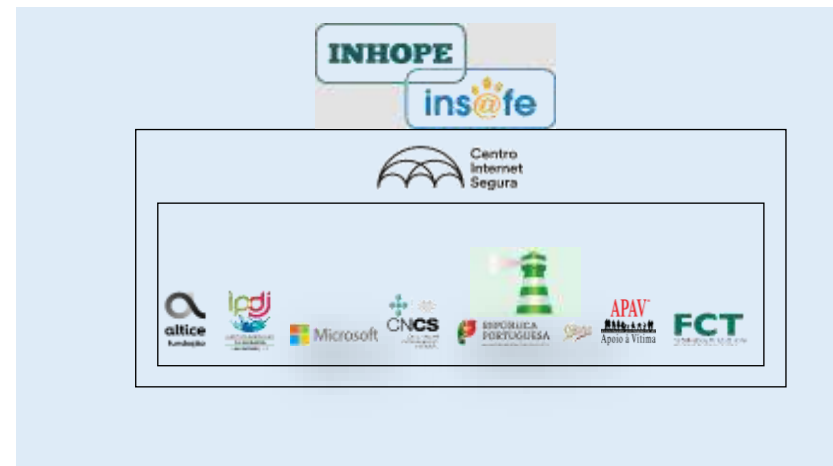 INHOPE
ins@fe
Centro
Internet
Segura
altice
fundação
ipdj
Microsoft
CNCS
REPÚBLICA
PORTUGUESA
APAV
Apoio à Vítima
FCT